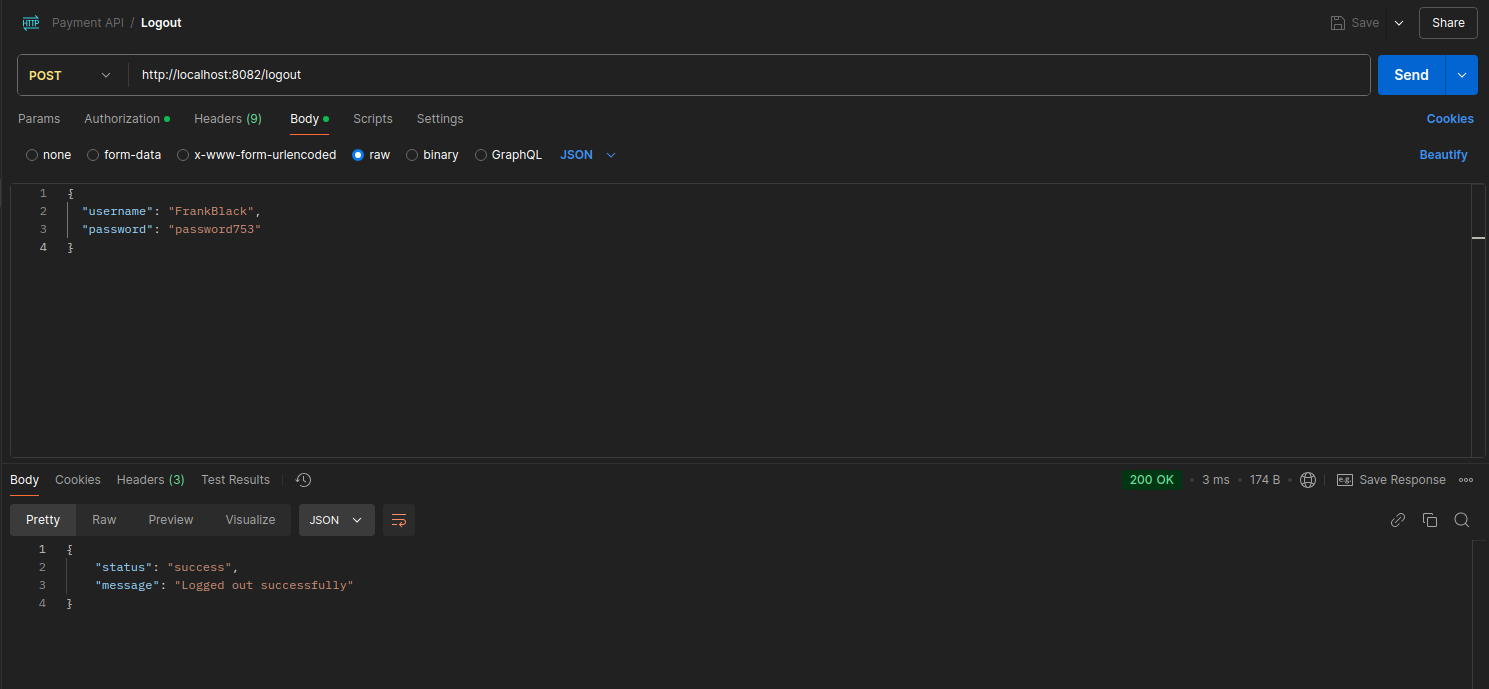 HTTP Payment API / Logout Save Share
POST http://localhost:8082/logout Send
Params Authorization Headers (9) Body Scripts Settings Cookies
none form-data x-www-form-urlencoded raw binary GraphQL JSON Beautify
1 {
2 "username": "FrankBlack",
3 "password": "password753"
4 }
Body Cookies Headers (3) Test Results 200 OK • 3 ms • 174 B • e.g. Save Response
Pretty Raw Preview Visualize JSON
1 {
2 "status": "success",
3 "message": "Logged out successfully"
4 }